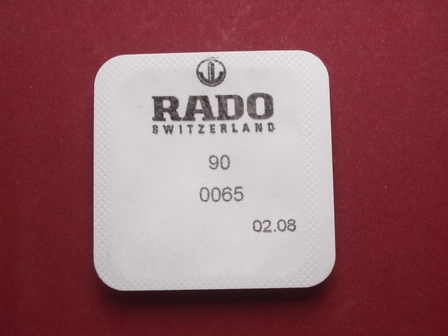 RADO
SWITZERLAND
90
0065
02.08